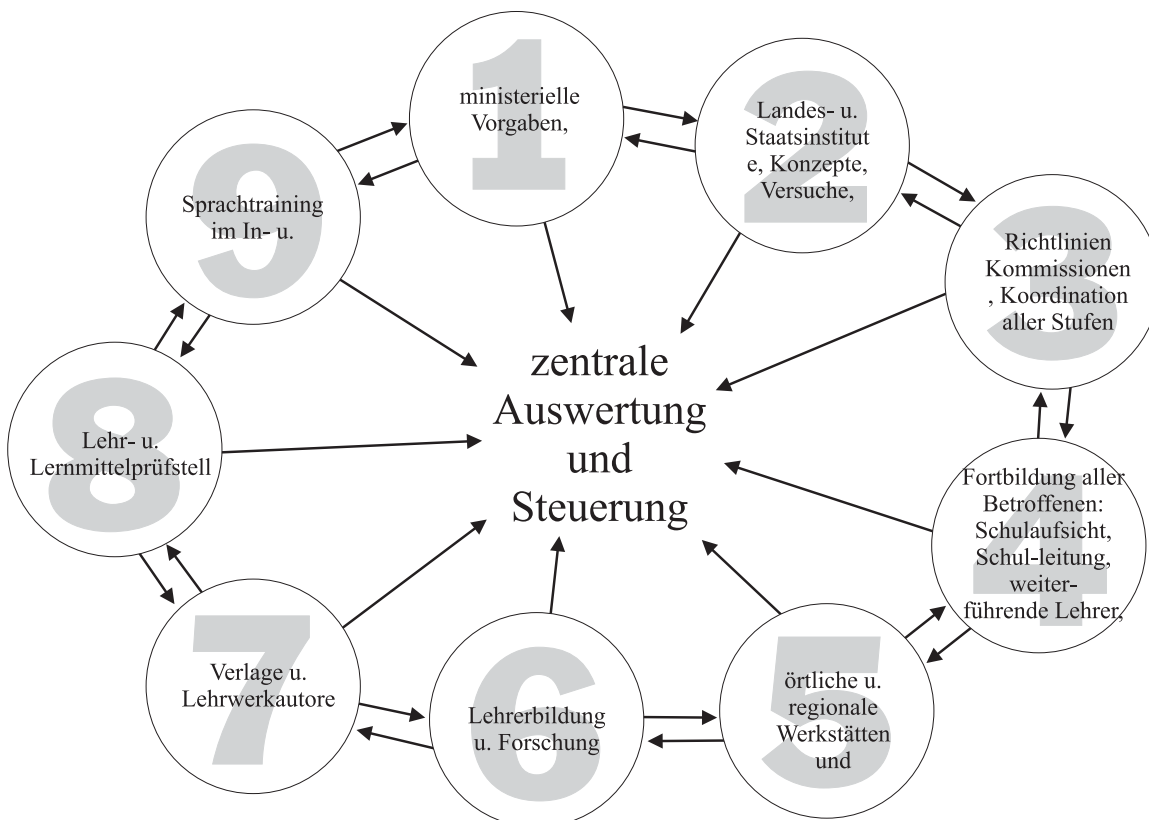 1
ministerielle
Vorgaben,
2
Landes- u.
Staatsinstitut
e, Konzepte,
Versuche,
3
Richtlinien
Kommissionen
, Koordination
aller Stufen
4
Fortbildung aller
Betroffenen:
Schulaufsicht,
Schul-leitung,
weiter-
führende Lehrer,
5
örtliche u.
regionale
Werkstätten
und
6
Lehrerbildung
u. Forschung
7
Verlage u.
Lehrwerkautore
8
Lehr- u.
Lernmittelprüfstell
9
Sprachtraining
im In- u.
zentrale
Auswertung
und
Steuerung